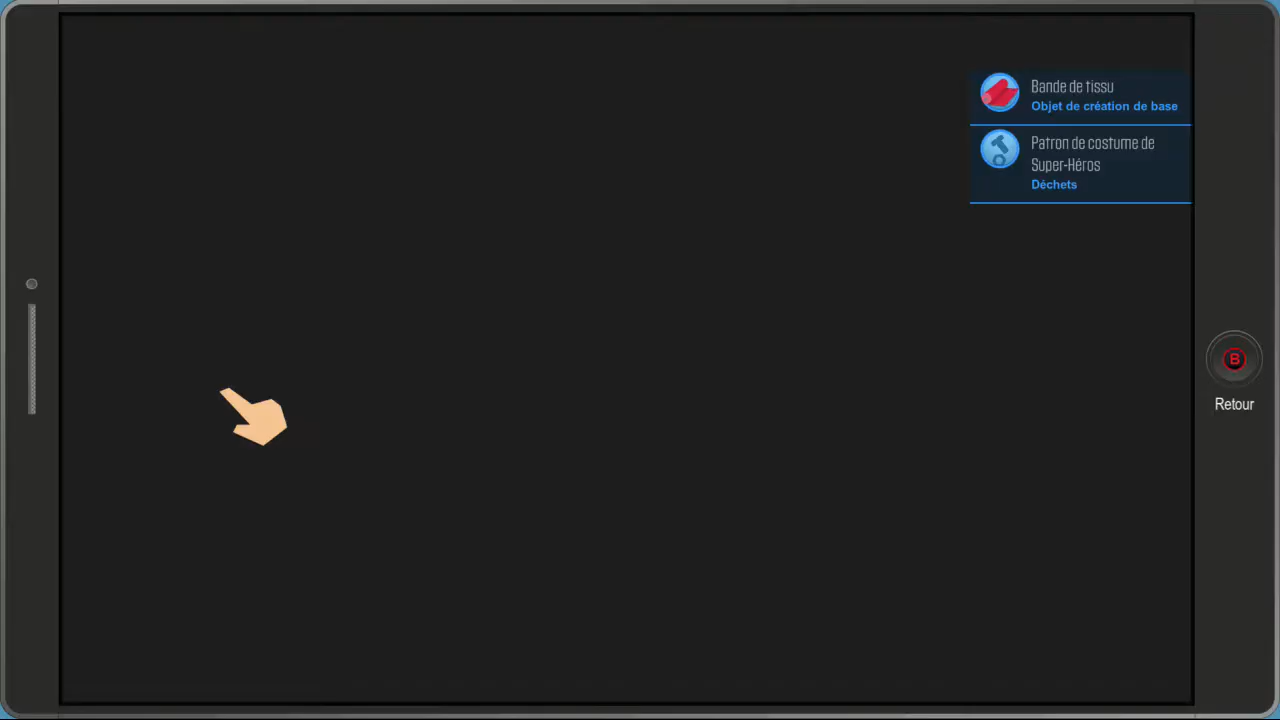 Bande de tissu
Objet de création de base
Patron de costume de
Super-Héros
Déchets
B
Retour